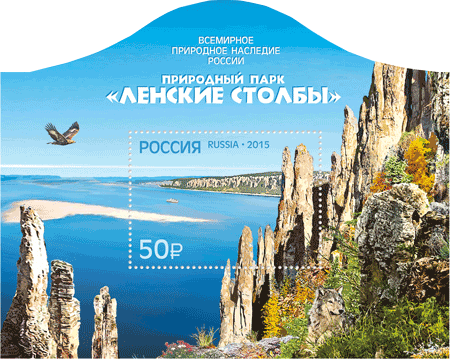 ВСЕМИРНОЕ
ПРИРОДНОЕ НАСЛЕДИЕ
РОССИИ
ПРИРОДНЫЙ ПАРК
«ЛЕНСКИЕ СТОЛБЫ»
РОССИЯ RUSSIA · 2015
50₽